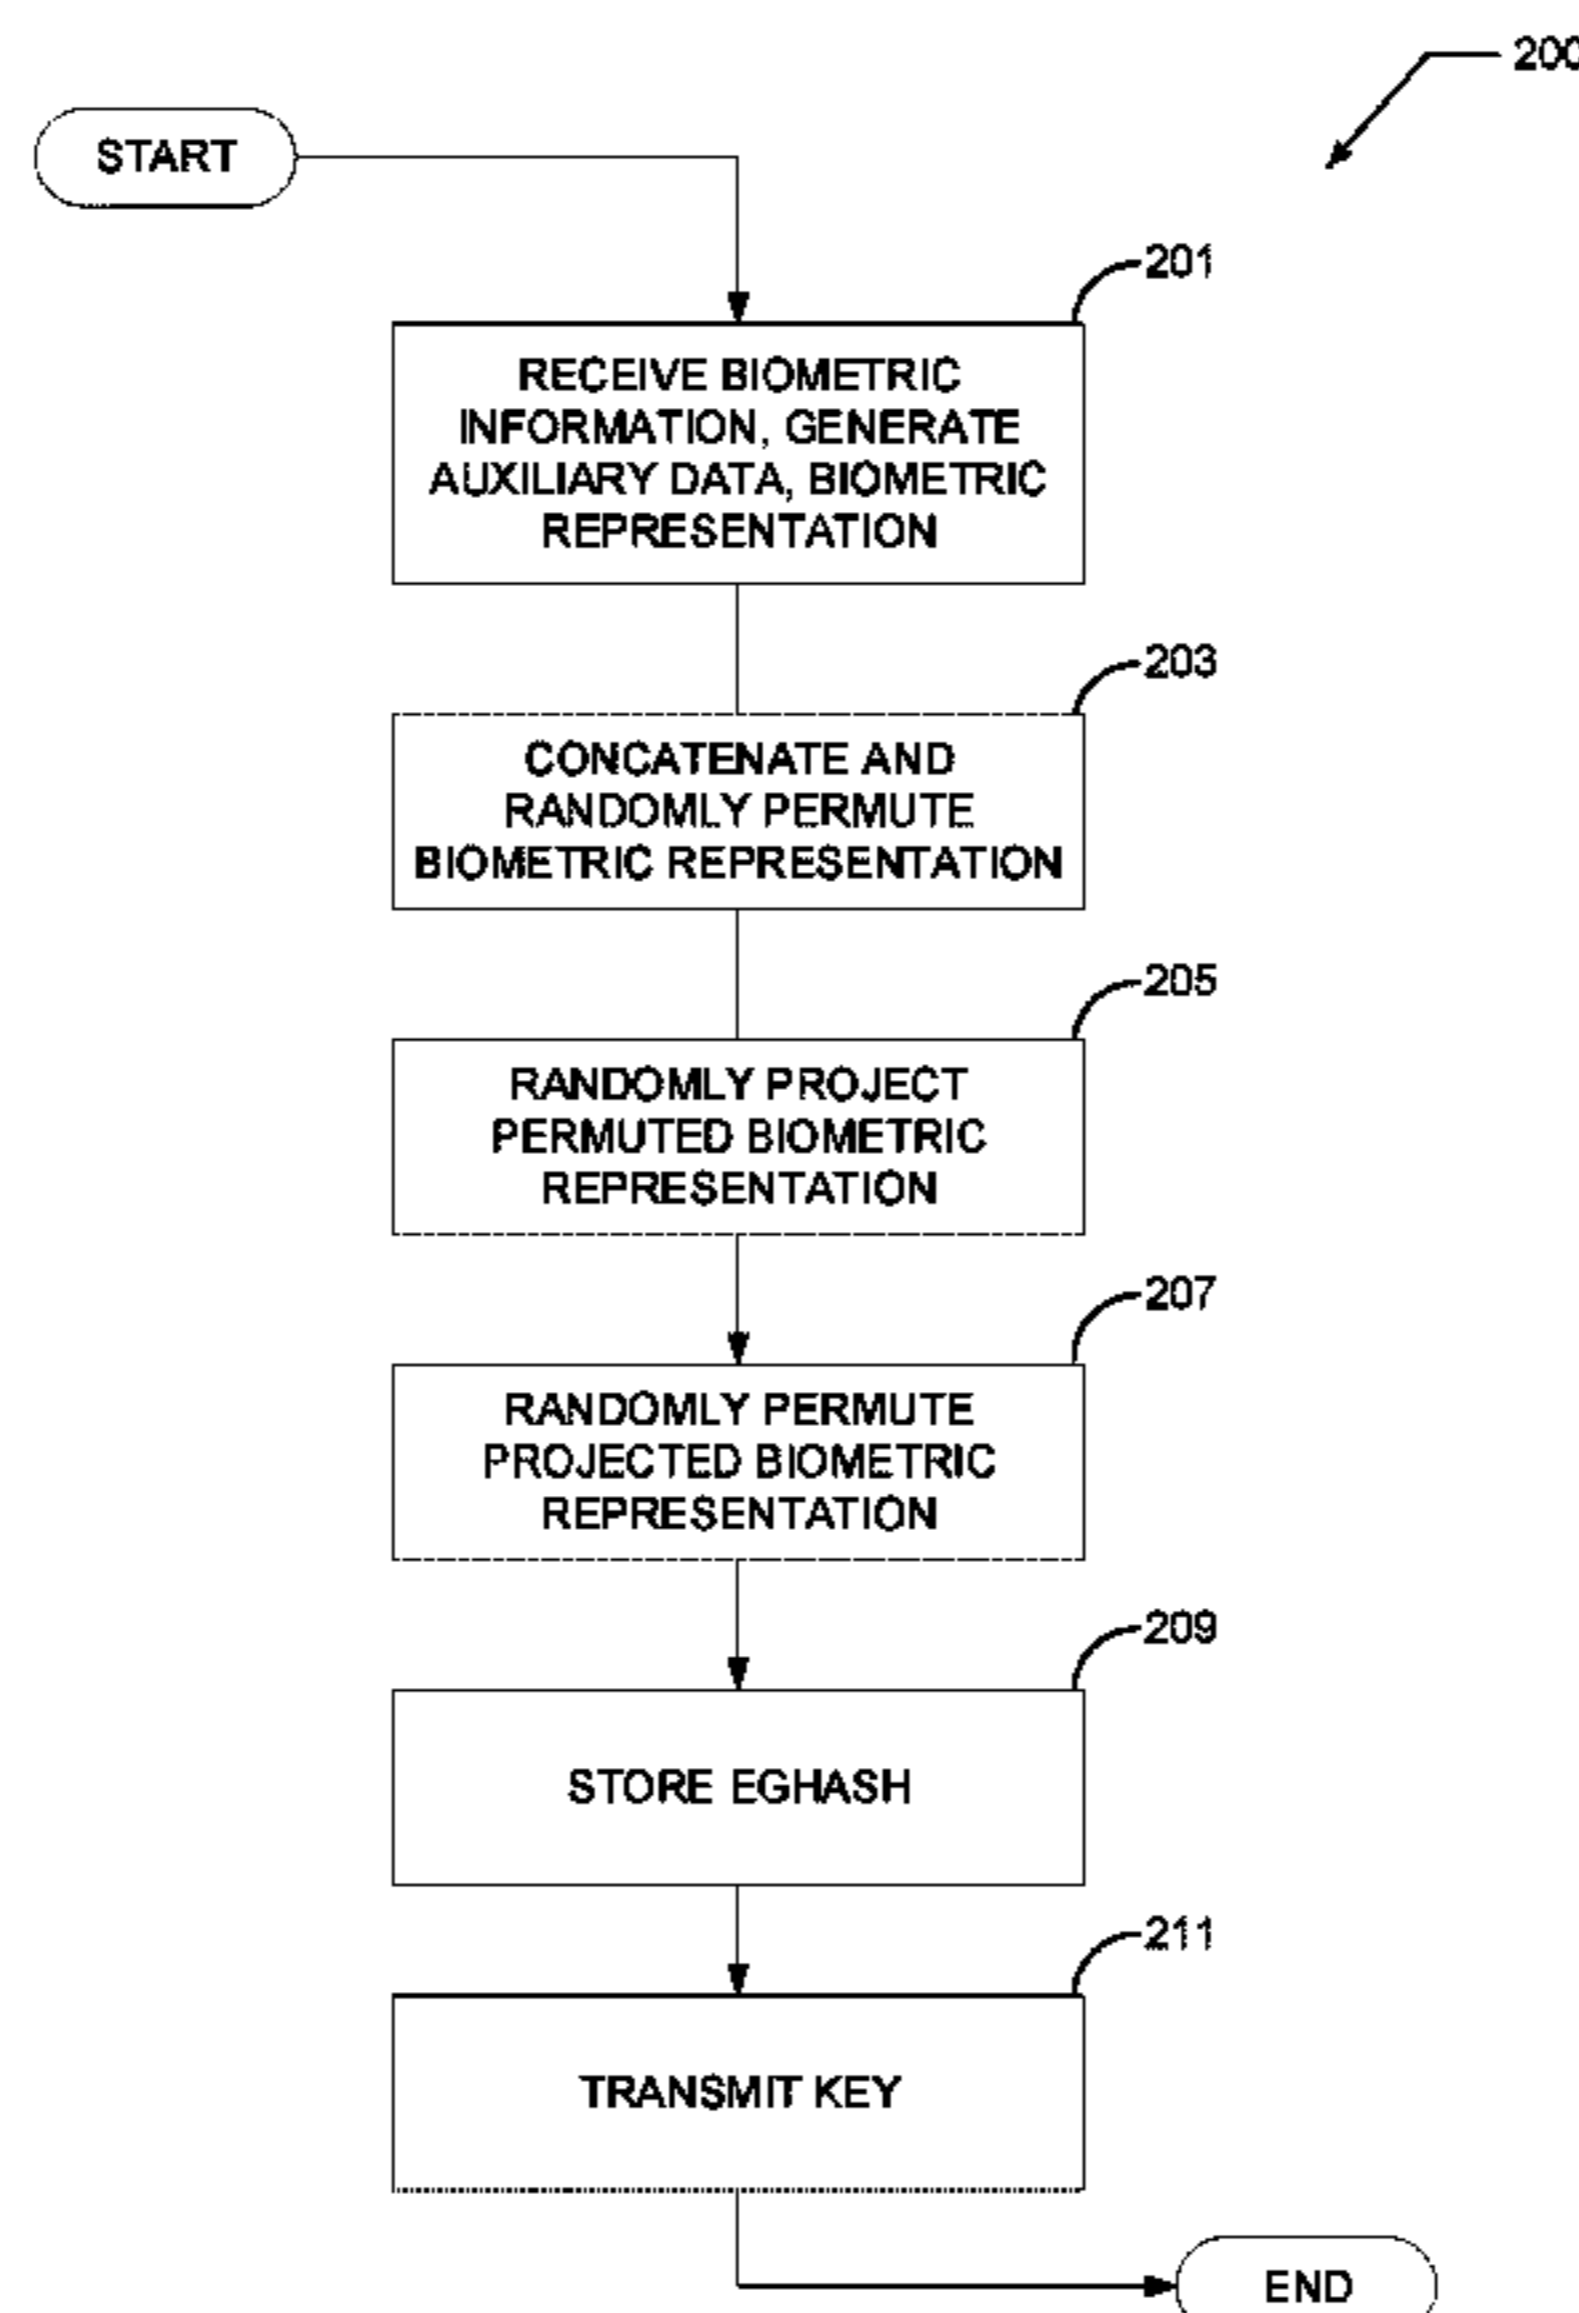 200
START
201
RECEIVE BIOMETRIC
INFORMATION, GENERATE
AUXILIARY DATA, BIOMETRIC
REPRESENTATION
203
CONCATENATE AND
RANDOMLY PERMUTE
BIOMETRIC REPRESENTATION
205
RANDOMLY PROJECT
PERMUTED BIOMETRIC
REPRESENTATION
207
RANDOMLY PERMUTE
PROJECTED BIOMETRIC
REPRESENTATION
209
STORE EGHASH
211
TRANSMIT KEY
END